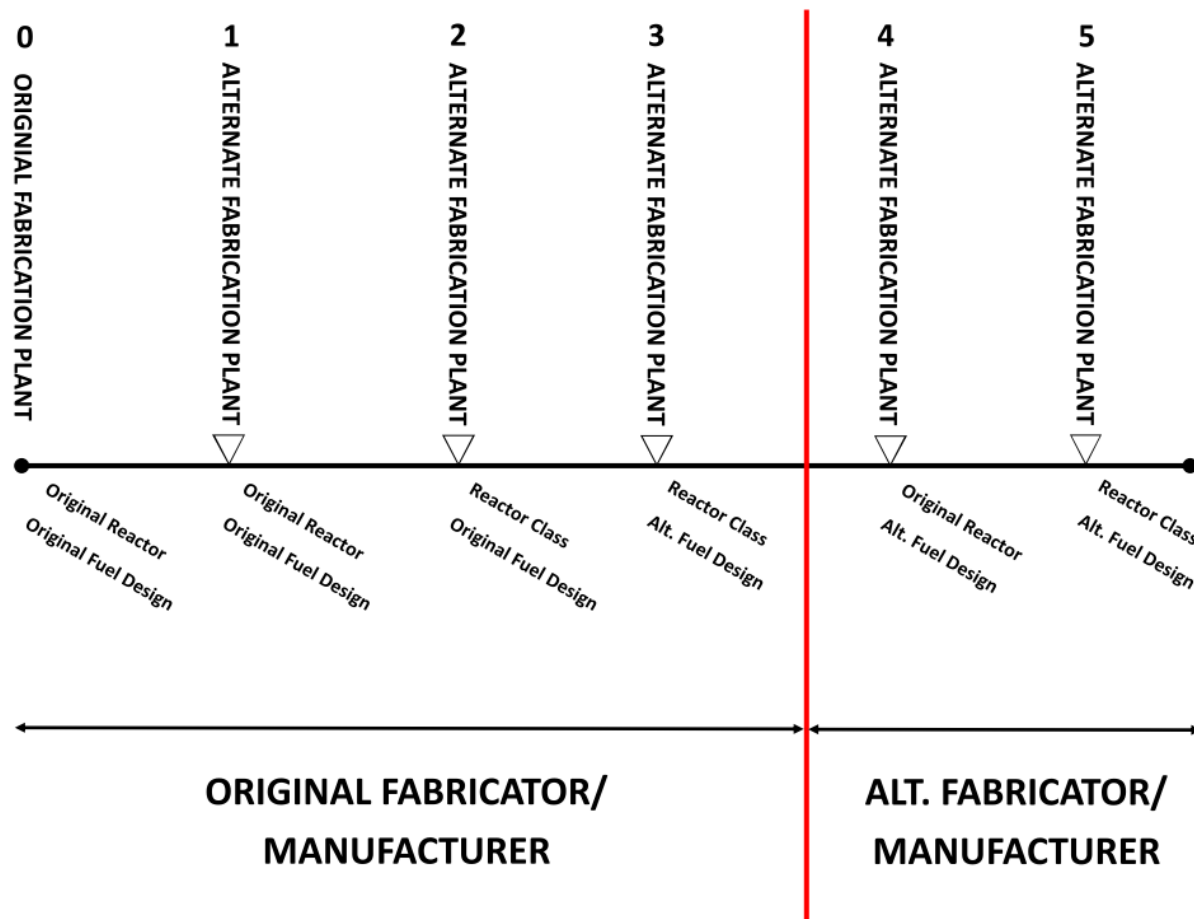 0
1
2
3
4
5
ORIGNIAL FABRICATION PLANT
ALTERNATE FABRICATION PLANT
ALTERNATE FABRICATION PLANT
ALTERNATE FABRICATION PLANT
ALTERNATE FABRICATION PLANT
ALTERNATE FABRICATION PLANT
Original Reactor
Original Fuel Design
Original Reactor
Original Fuel Design
Reactor Class
Original Fuel Design
Reactor Class
Alt. Fuel Design
Original Reactor
Alt. Fuel Design
Reactor Class
Alt. Fuel Design
ORIGINAL FABRICATOR/
MANUFACTURER
ALT. FABRICATOR/
MANUFACTURER